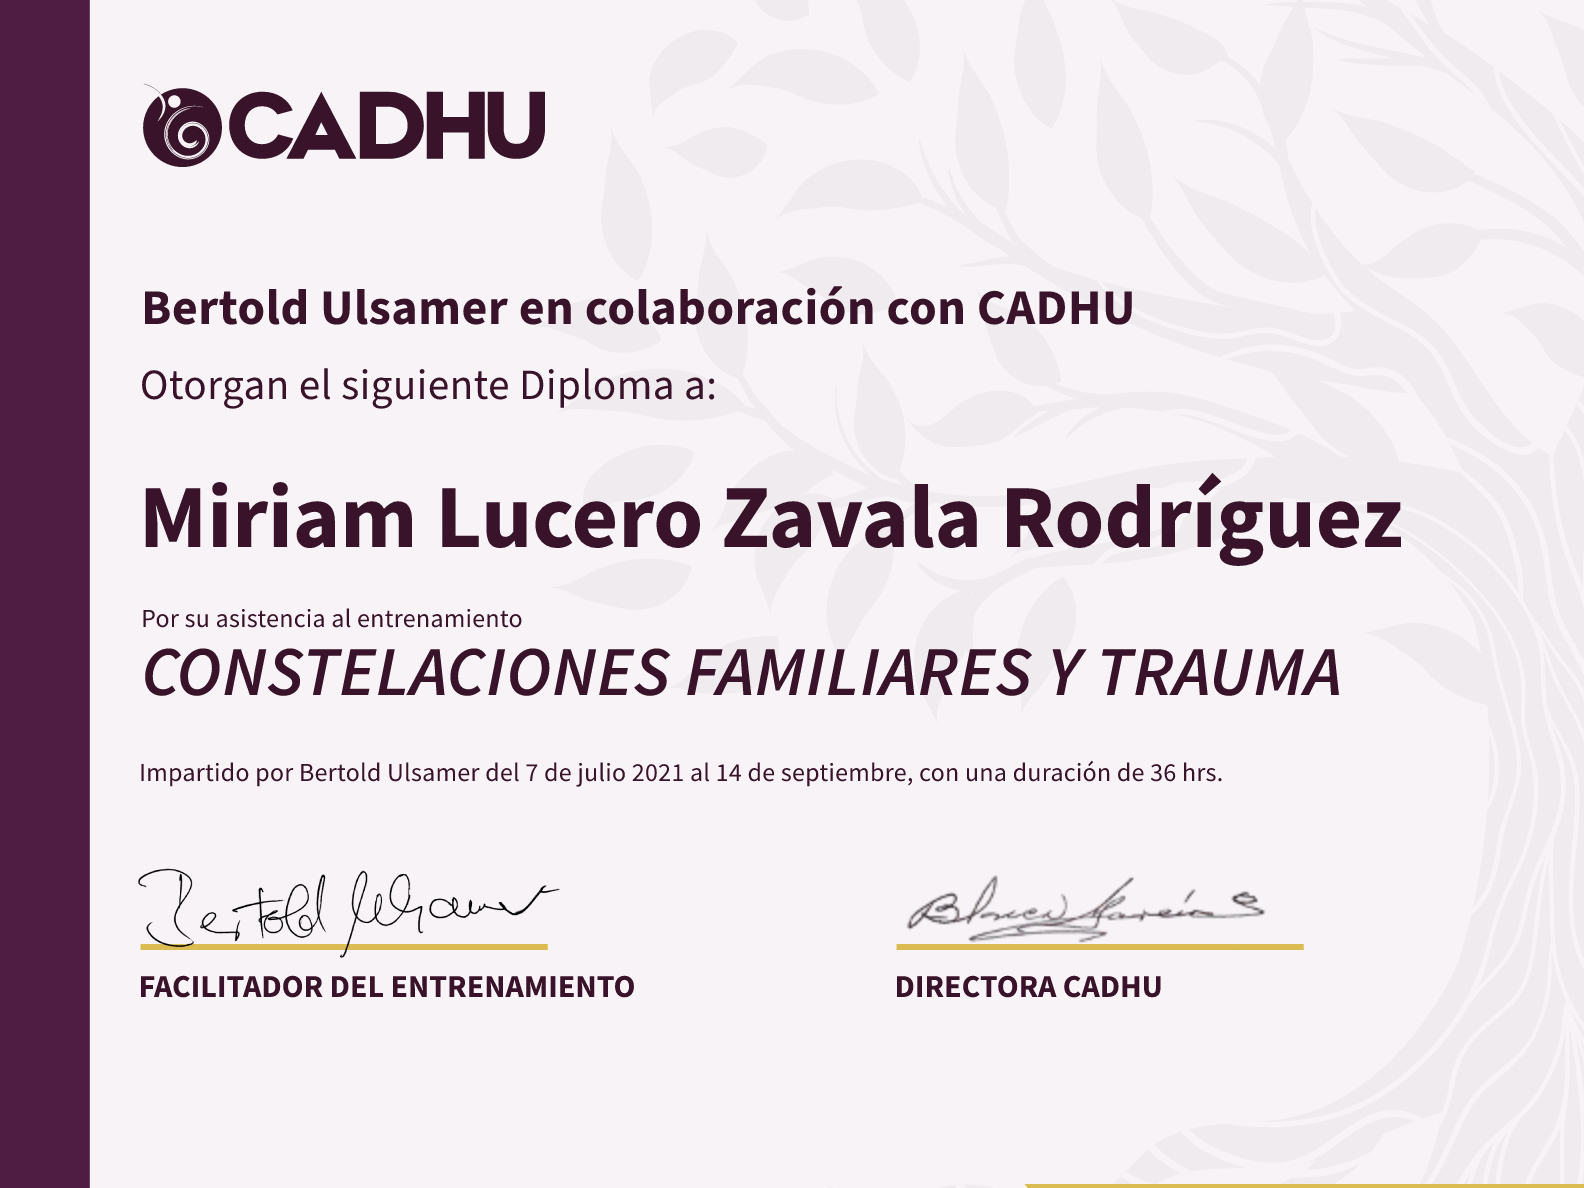 CADHU
Bertold Ulsamer en colaboración con CADHU
Otorgan el siguiente Diploma a:
Miriam Lucero Zavala Rodríguez
Por su asistencia al entrenamiento
CONSTELACIONES FAMILIARES Y TRAUMA
Impartido por Bertold Ulsamer del 7 de julio 2021 al 14 de septiembre, con una duración de 36 hrs.
Bertold Ulsamer
FACILITADOR DEL ENTRENAMIENTO
DIRECTORA CADHU